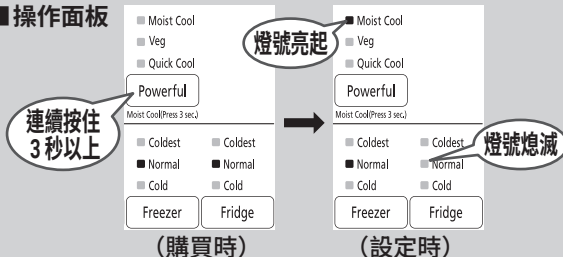 ■操作面板
Moist Cool
Veg
Quick Cool
Powerful
Moist Cool(Press 3 sec.)
連續按住
3秒以上
Coldest
Normal
Cold
Coldest
Normal
Cold
Freezer
Fridge
（購買時）
燈號亮起
Moist Cool
Veg
Quick Cool
Powerful
Moist Cool(Press 3 sec.)
Coldest
Normal
Cold
Coldest
Normal
Cold
燈號熄滅
Freezer
Fridge
（設定時）